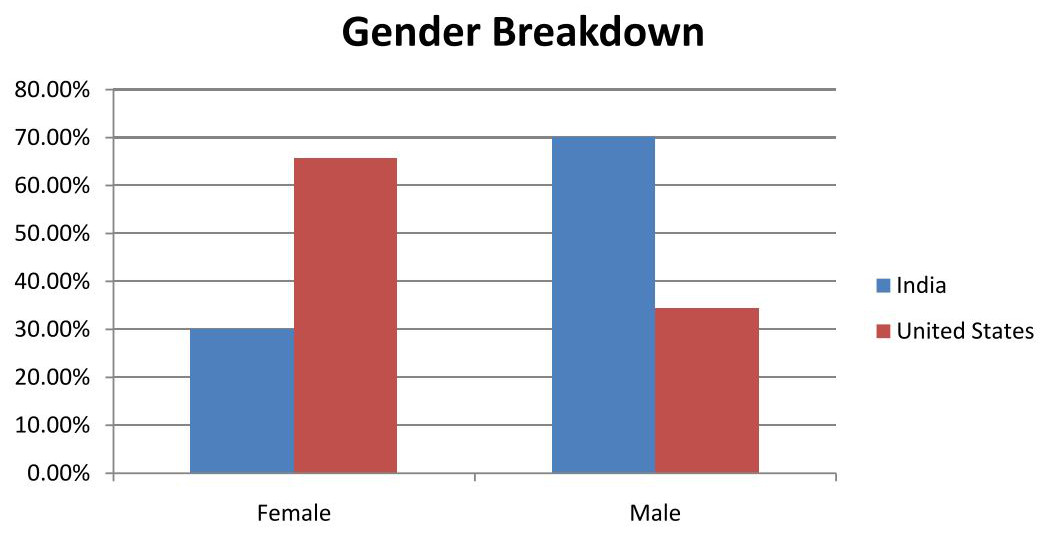 Gender Breakdown
80.00%
70.00%
60.00%
50.00%
40.00%
30.00%
20.00%
10.00%
0.00%
Female
Male
India
United States